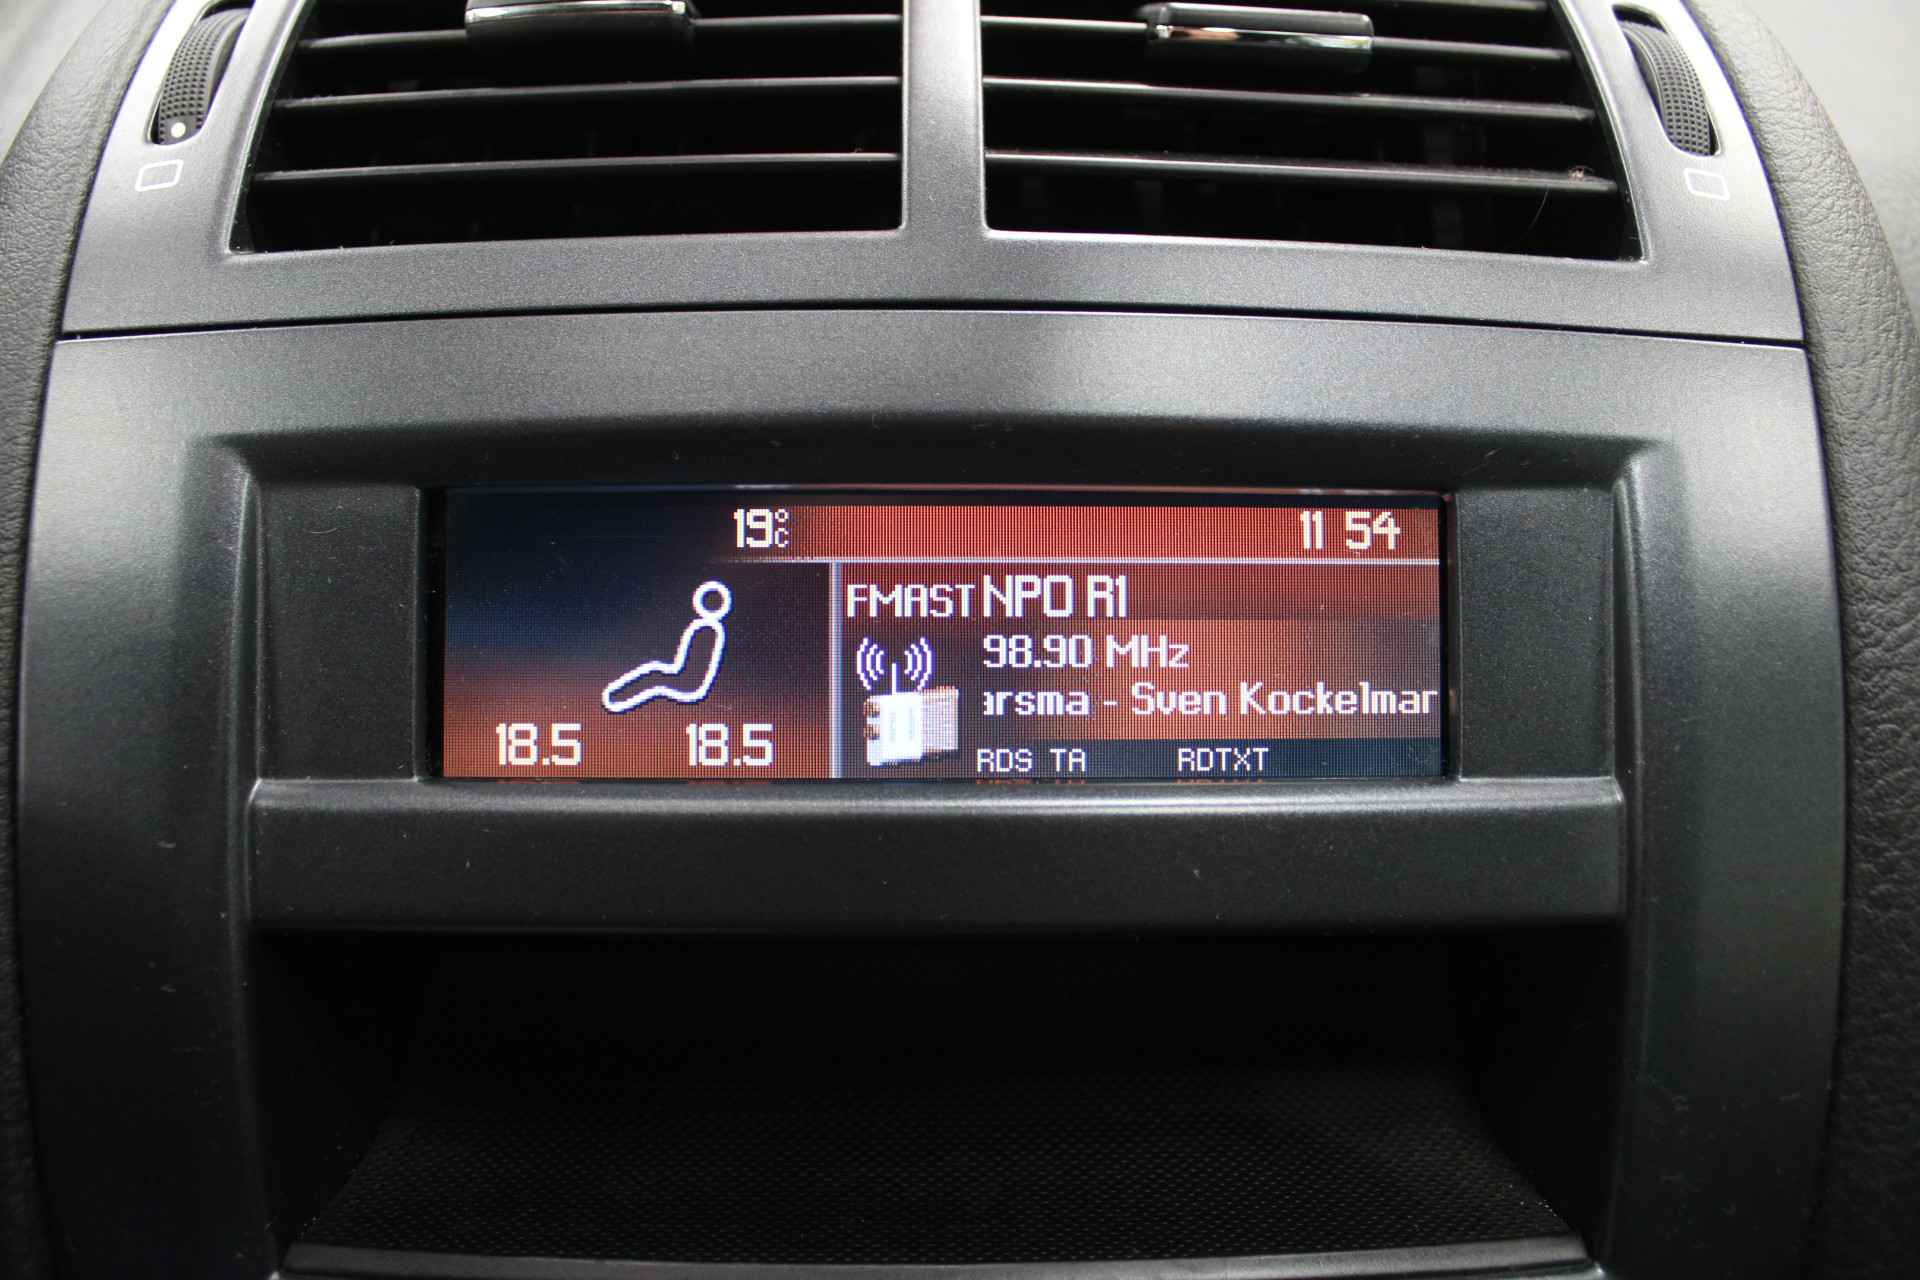 19°C 11 54
FMAST NPO R1
98.90 MHz
arsma - Sven Kockelmar
18.5 18.5
RDS TA RDTXT